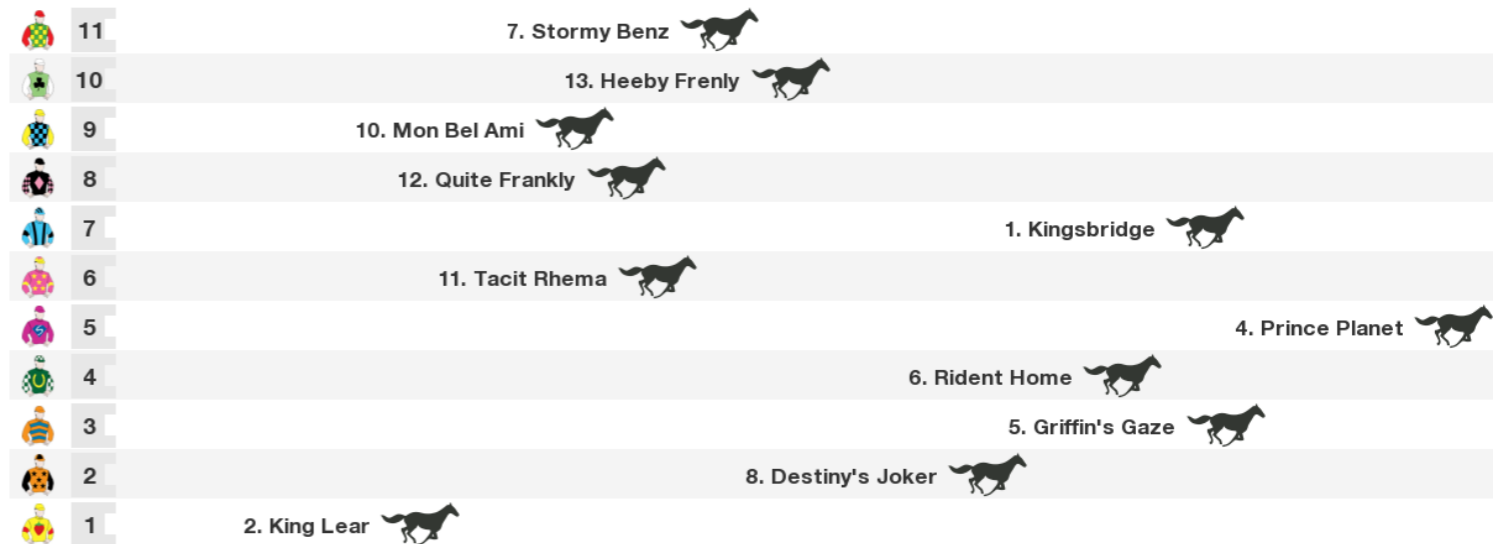 11 7. Stormy Benz
10 13. Heeby Frenly
9 10. Mon Bel Ami
8 12. Quite Frankly
7 1. Kingsbridge
6 11. Tacit Rhema
5 4. Prince Planet
4 6. Rident Home
3 5. Griffin's Gaze
2 8. Destiny's Joker
1 2. King Lear